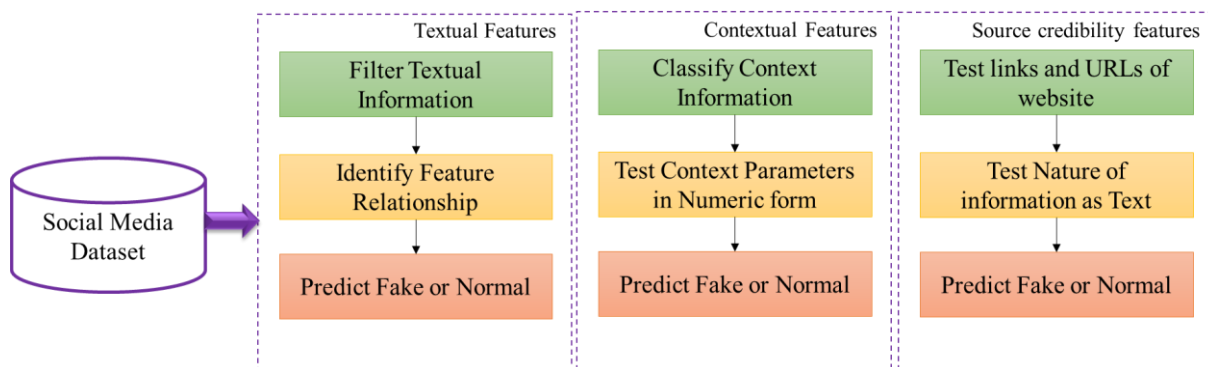 Social Media
Dataset
Textual Features
Filter Textual
Information
Identify Feature
Relationship
Predict Fake or Normal
Contextual Features
Classify Context
Information
Test Context Parameters
in Numeric form
Predict Fake or Normal
Source credibility features
Test links and URLs of
website
Test Nature of
information as Text
Predict Fake or Normal